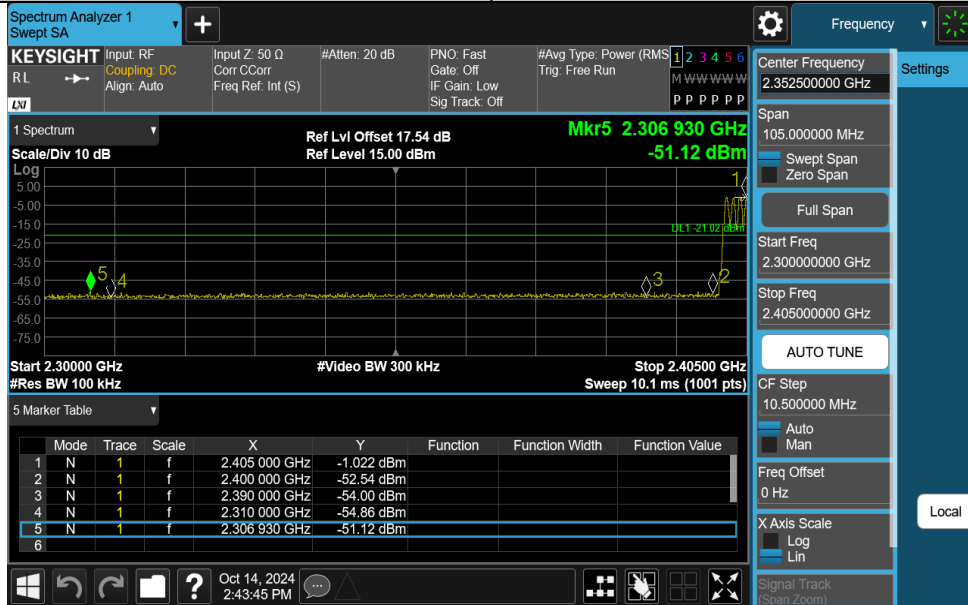 Spectrum Analyzer 1
Swept SA
+
Frequency
KEYSIGHT
RL
LXI
Input: RF
Coupling: DC
Align: Auto
Input Z: 50 Ω
Corr CCorr
Freq Ref: Int (S)
#Atten: 20 dB
PNO: Fast
Gate: Off
IF Gain: Low
Sig Track: Off
#Avg Type: Power (RMS
Trig: Free Run
1 2 3 4 5 6
M W W W W W
P P P P P P
1 Spectrum
Scale/Div 10 dB
Ref Lvl Offset 17.54 dB
Ref Level 15.00 dBm
Mkr5 2.306 930 GHz
-51.12 dBm
Log
5.00
-5.00
-15.0
-25.0
-35.0
-45.0
-55.0
-65.0
-75.0
1
DL1 -21.02 dBm
5
4
3
2
Start 2.30000 GHz
#Video BW 300 kHz
Stop 2.40500 GHz
#Res BW 100 kHz
Sweep 10.1 ms (1001 pts)
5 Marker Table
Mode Trace Scale X Y Function Function Width Function Value
1 N 1 f 2.405 000 GHz -1.022 dBm
2 N 1 f 2.400 000 GHz -52.54 dBm
3 N 1 f 2.390 000 GHz -54.00 dBm
4 N 1 f 2.310 000 GHz -54.86 dBm
5 N 1 f 2.306 930 GHz -51.12 dBm
6
?
Oct 14, 2024
2:43:45 PM
Center Frequency
2.352500000 GHz
Span
105.000000 MHz
Swept Span
Zero Span
Full Span
Start Freq
2.300000000 GHz
Stop Freq
2.405000000 GHz
AUTO TUNE
CF Step
10.500000 MHz
Auto
Man
Freq Offset
0 Hz
X Axis Scale
Log
Lin
Signal Track
(Span Zoom)
Settings
Local